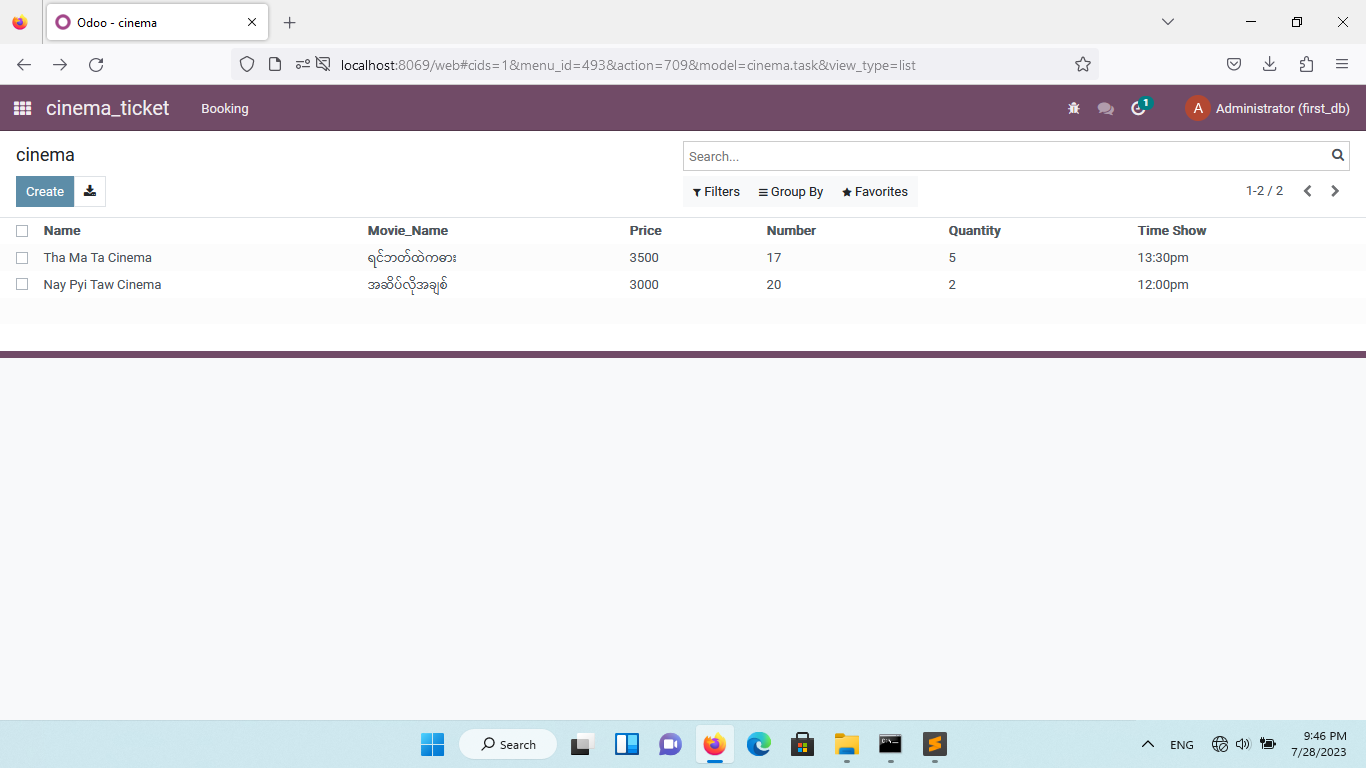 Odoo - cinema
localhost:8069/web#cids=1&menu_id=493&action=709&model=cinema.task&view_type=list
cinema_ticket Booking 1 A Administrator (first_db)
cinema Search...
Create Filters Group By Favorites 1-2 / 2
Name Movie_Name Price Number Quantity Time Show
Tha Ma Ta Cinema ရင်ဘတ်ထဲကဓား 3500 17 5 13:30pm
Nay Pyi Taw Cinema အဆိပ်လိုအချစ် 3000 20 2 12:00pm
Search ENG 9:46 PM
7/28/2023